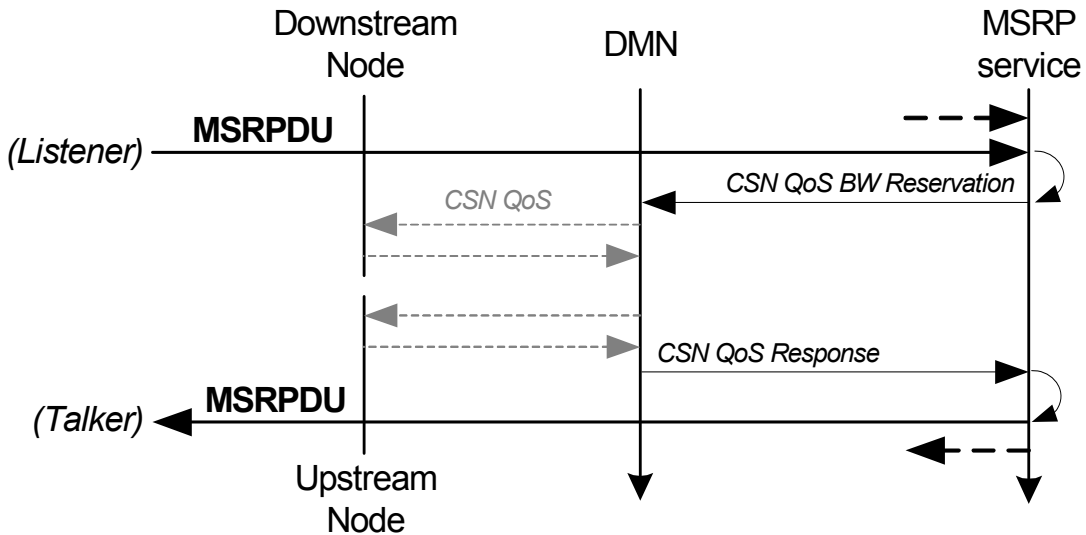 Downstream
Node
DMN
MSRP
service
MSRPDU
(Listener)
CSN QoS BW Reservation
CSN QoS
CSN QoS Response
MSRPDU
(Talker)
Upstream
Node